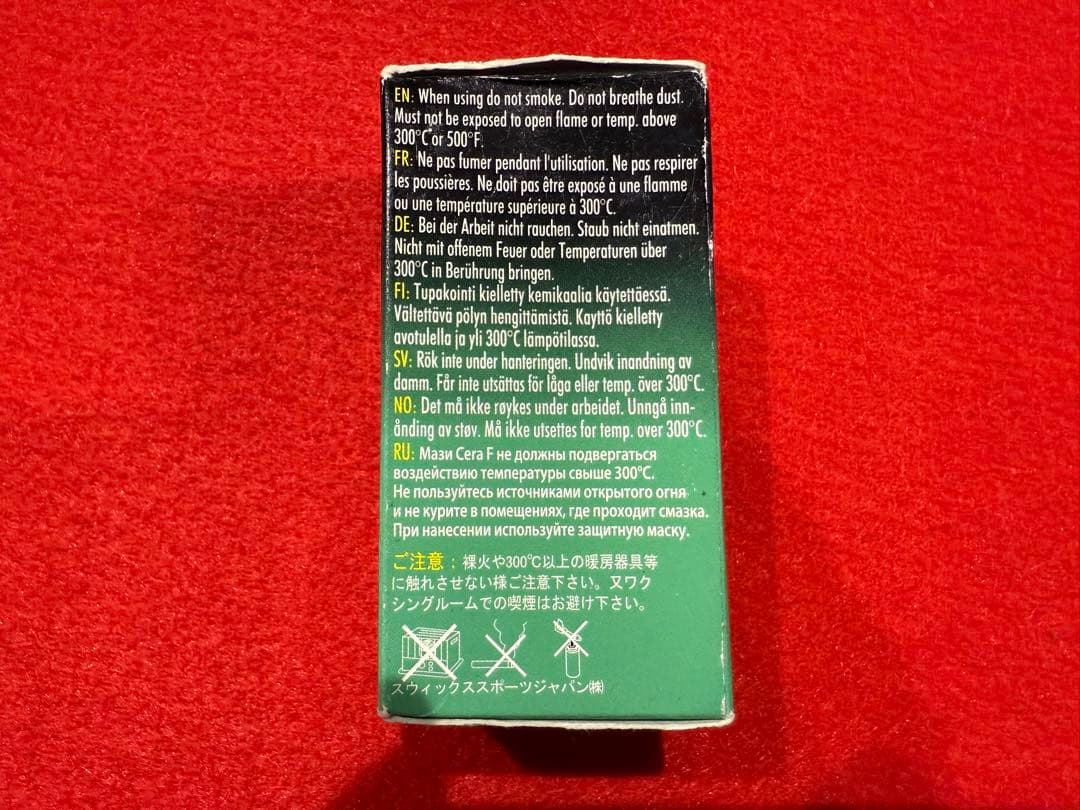 EN: When using do not smoke. Do not breathe dust.
Must not be exposed to open flame or temp. above
300°C or 500°F.
FR: Ne pas fumer pendant l'utilisation. Ne pas respirer
les poussières. Ne doit pas être exposé à une flamme
ou une température supérieure à 300°C.
DE: Bei der Arbeit nicht rauchen. Staub nicht einatmen.
Nicht mit offenem Feuer oder Temperaturen über
300°C in Berührung bringen.
FI: Tupakointi kielletty kemikaalia käytettäessä.
Vältettävä pölyn hengittämistä. Kayttö kielletty
avotulella ja yli 300°C lämpötilassa.
SV: Rök inte under hanteringen. Undvik inandning av
damm. Får inte utsättas för låga eller temp. över 300°C.
NO: Det må ikke røykes under arbeidet. Unngå inn-
ånding av støv. Må ikke utsettes for temp. over 300°C.
RU: Мази Cera F не должны подвергаться
воздействию температуры свыше 300°C.
Не пользуйтесь источниками открытого огня
и не курите в помещениях, где проходит смазка.
При нанесении используйте защитную маску.
ご注意：裸火や300℃以上の暖房器具等
に触れさせない様ご注意下さい。又ワク
シングルームでの喫煙はお避け下さい。
スウィックススポーツジャパン㈱